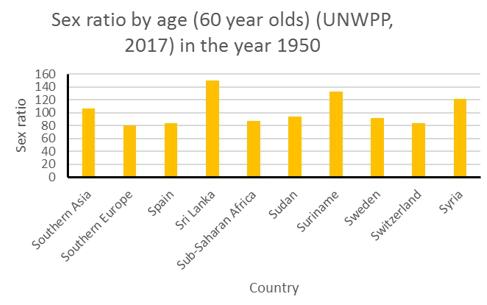 Sex ratio by age (60 year olds) (UNWPP,
2017) in the year 1950
160
140
120
100
80
60
40
20
0
Sex ratio
Southern Asia
Southern Europe
Spain
Sri Lanka
Sub-Saharan Africa
Sudan
Suriname
Sweden
Switzerland
Syria
Country